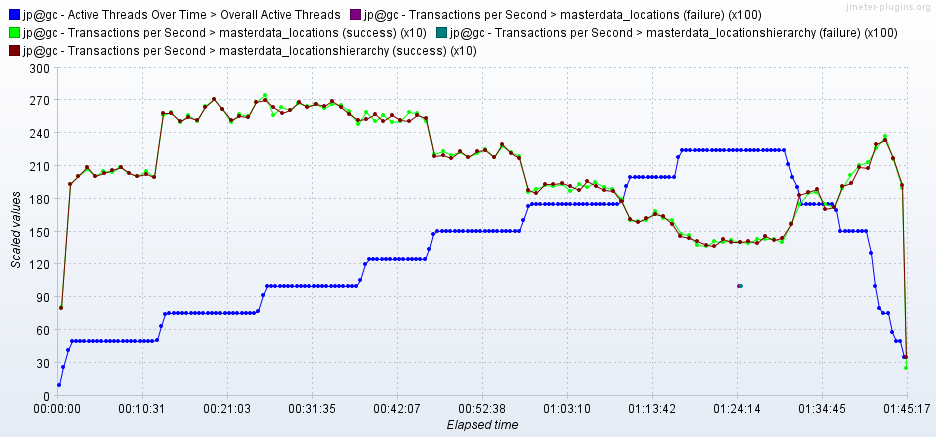 jmeter-plugins.org
jp@gc - Active Threads Over Time > Overall Active Threads jp@gc - Transactions per Second > masterdata_locations (failure) (x100)
jp@gc - Transactions per Second > masterdata_locations (success) (x10) jp@gc - Transactions per Second > masterdata_locationshierarchy (failure) (x100)
jp@gc - Transactions per Second > masterdata_locationshierarchy (success) (x10)
300
270
240
210
180
150
120
90
60
30
0
Scaled values
00:00:00 00:10:31 00:21:03 00:31:35 00:42:07 00:52:38 01:03:10 01:13:42 01:24:14 01:34:45 01:45:17
Elapsed time